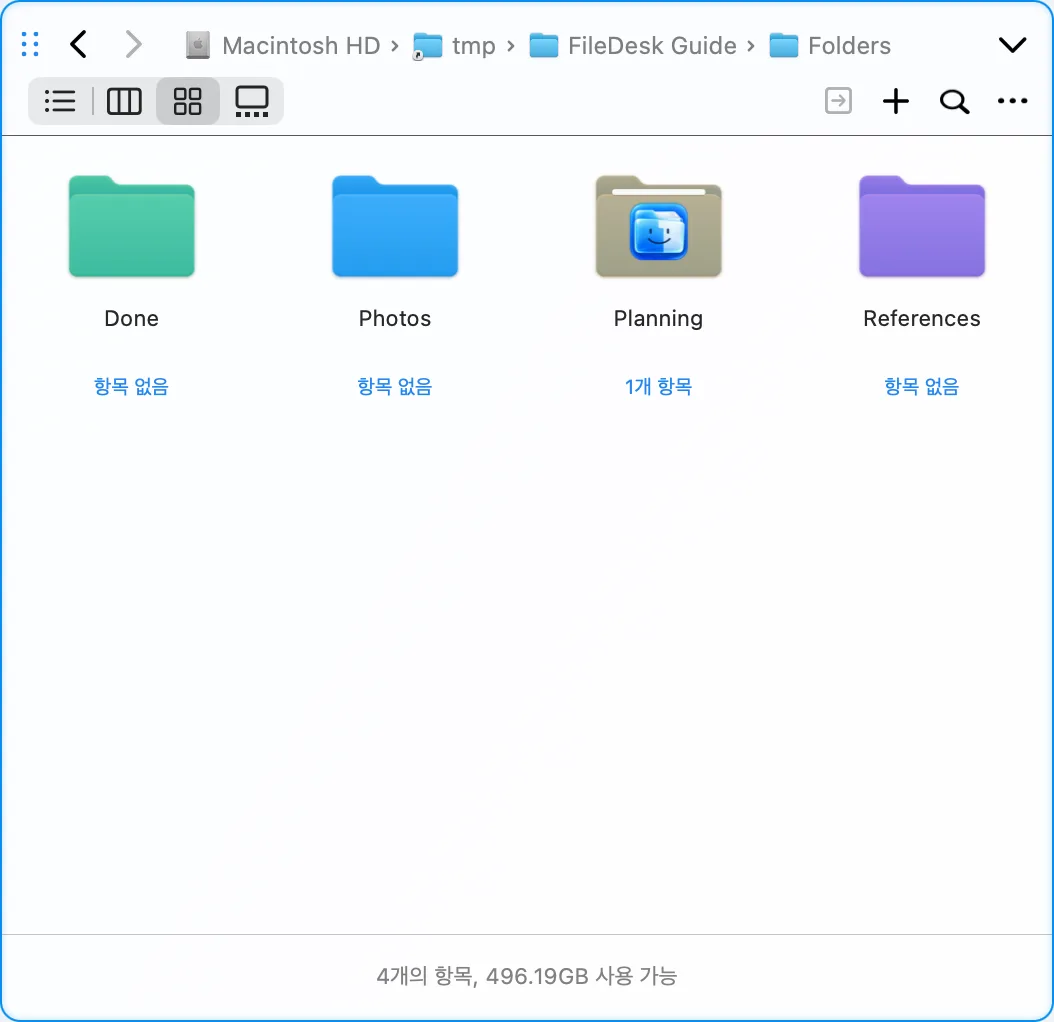 Macintosh HD › tmp › FileDesk Guide › Folders
Done Photos Planning References
항목 없음 항목 없음 1개 항목 항목 없음
4개의 항목, 496.19GB 사용 가능